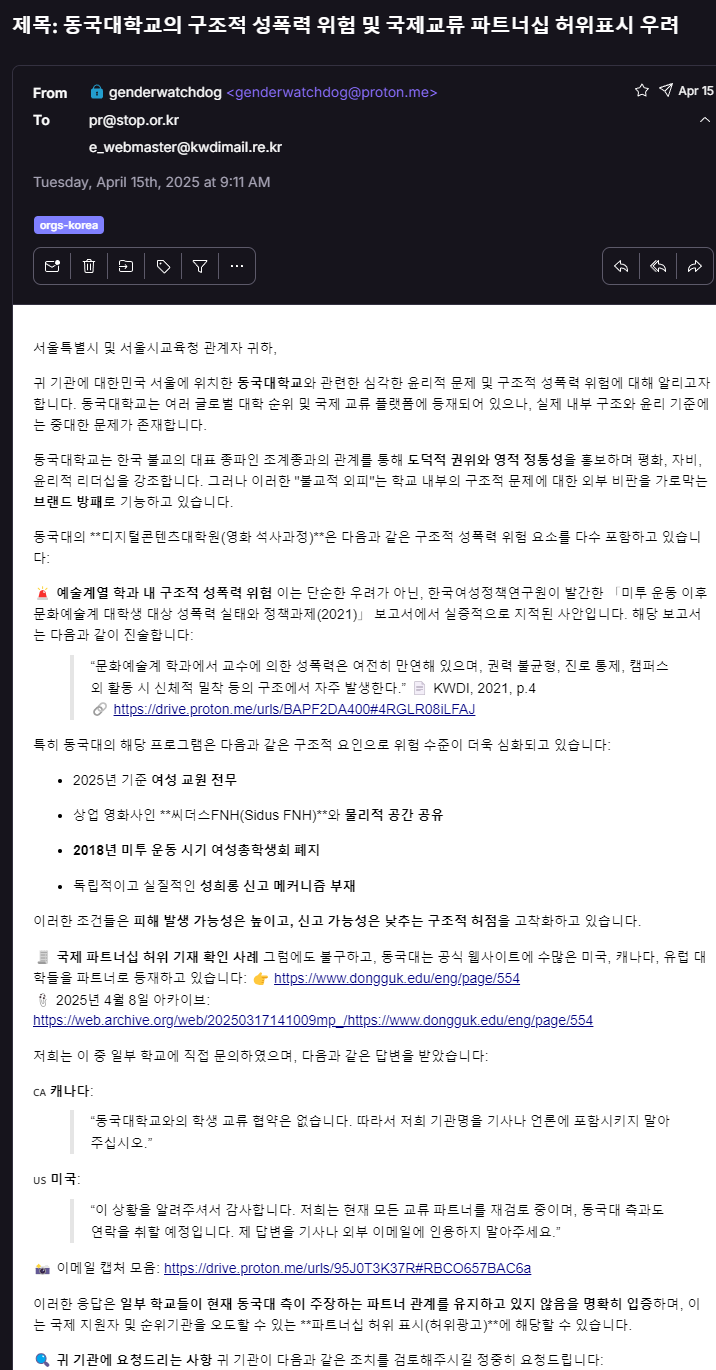 제목: 동국대학교의 구조적 성폭력 위험 및 국제교류 파트너십 허위표시 우려
From genderwatchdog <genderwatchdog@proton.me> Apr 15
To pr@stop.or.kr
e_webmaster@kwdimail.re.kr
Tuesday, April 15th, 2025 at 9:11 AM
orgs-korea
서울특별시 및 서울시교육청 관계자 귀하,
귀 기관에 대한민국 서울에 위치한 동국대학교와 관련한 심각한 윤리적 문제 및 구조적 성폭력 위험에 대해 알리고자
합니다. 동국대학교는 여러 글로벌 대학 순위 및 국제 교류 플랫폼에 등재되어 있으나, 실제 내부 구조와 윤리 기준에
는 중대한 문제가 존재합니다.
동국대학교는 한국 불교의 대표 종파인 조계종과의 관계를 통해 도덕적 권위와 영적 정통성을 홍보하며 평화, 자비,
윤리적 리더십을 강조합니다. 그러나 이러한 "불교적 외피"는 학교 내부의 구조적 문제에 대한 외부 비판을 가로막는
브랜드 방패로 기능하고 있습니다.
동국대의 **디지털콘텐츠대학원(영화 석사과정)**은 다음과 같은 구조적 성폭력 위험 요소를 다수 포함하고 있습니
다:
🚨 예술계열 학과 내 구조적 성폭력 위험 이는 단순한 우려가 아닌, 한국여성정책연구원이 발간한 「미투 운동 이후
문화예술계 대학생 대상 성폭력 실태와 정책과제(2021)」 보고서에서 실증적으로 지적된 사안입니다. 해당 보고서
는 다음과 같이 진술합니다:
“문화예술계 학과에서 교수에 의한 성폭력은 여전히 만연해 있으며, 권력 불균형, 진로 통제, 캠퍼스
외 활동 시 신체적 밀착 등의 구조에서 자주 발생한다.” 📄 KWDI, 2021, p.4
🔗 https://drive.proton.me/urls/BAPF2DA400#4RGLR08iLFAJ
특히 동국대의 해당 프로그램은 다음과 같은 구조적 요인으로 위험 수준이 더욱 심화되고 있습니다:
• 2025년 기준 여성 교원 전무
• 상업 영화사인 **씨더스FNH(Sidus FNH)**와 물리적 공간 공유
• 2018년 미투 운동 시기 여성총학생회 폐지
• 독립적이고 실질적인 성희롱 신고 메커니즘 부재
이러한 조건들은 피해 발생 가능성은 높이고, 신고 가능성은 낮추는 구조적 허점을 고착화하고 있습니다.
🧾 국제 파트너십 허위 기재 확인 사례 그럼에도 불구하고, 동국대는 공식 웹사이트에 수많은 미국, 캐나다, 유럽 대
학들을 파트너로 등재하고 있습니다: 👉 https://www.dongguk.edu/eng/page/554
📎 2025년 4월 8일 아카이브:
https://web.archive.org/web/20250317141009mp_/https://www.dongguk.edu/eng/page/554
저희는 이 중 일부 학교에 직접 문의하였으며, 다음과 같은 답변을 받았습니다:
CA 캐나다:
“동국대학교와의 학생 교류 협약은 없습니다. 따라서 저희 기관명을 기사나 언론에 포함시키지 말아
주십시오.”
US 미국:
“이 상황을 알려주셔서 감사합니다. 저희는 현재 모든 교류 파트너를 재검토 중이며, 동국대 측과도
연락을 취할 예정입니다. 제 답변을 기사나 외부 이메일에 인용하지 말아주세요.”
📸 이메일 캡처 모음: https://drive.proton.me/urls/95J0T3K37R#RBCO657BAC6a
이러한 응답은 일부 학교들이 현재 동국대 측이 주장하는 파트너 관계를 유지하고 있지 않음을 명확히 입증하며, 이
는 국제 지원자 및 순위기관을 오도할 수 있는 **파트너십 허위 표시(허위광고)**에 해당할 수 있습니다.
🔍 귀 기관에 요청드리는 사항 귀 기관이 다음과 같은 조치를 검토해주시길 정중히 요청드립니다: